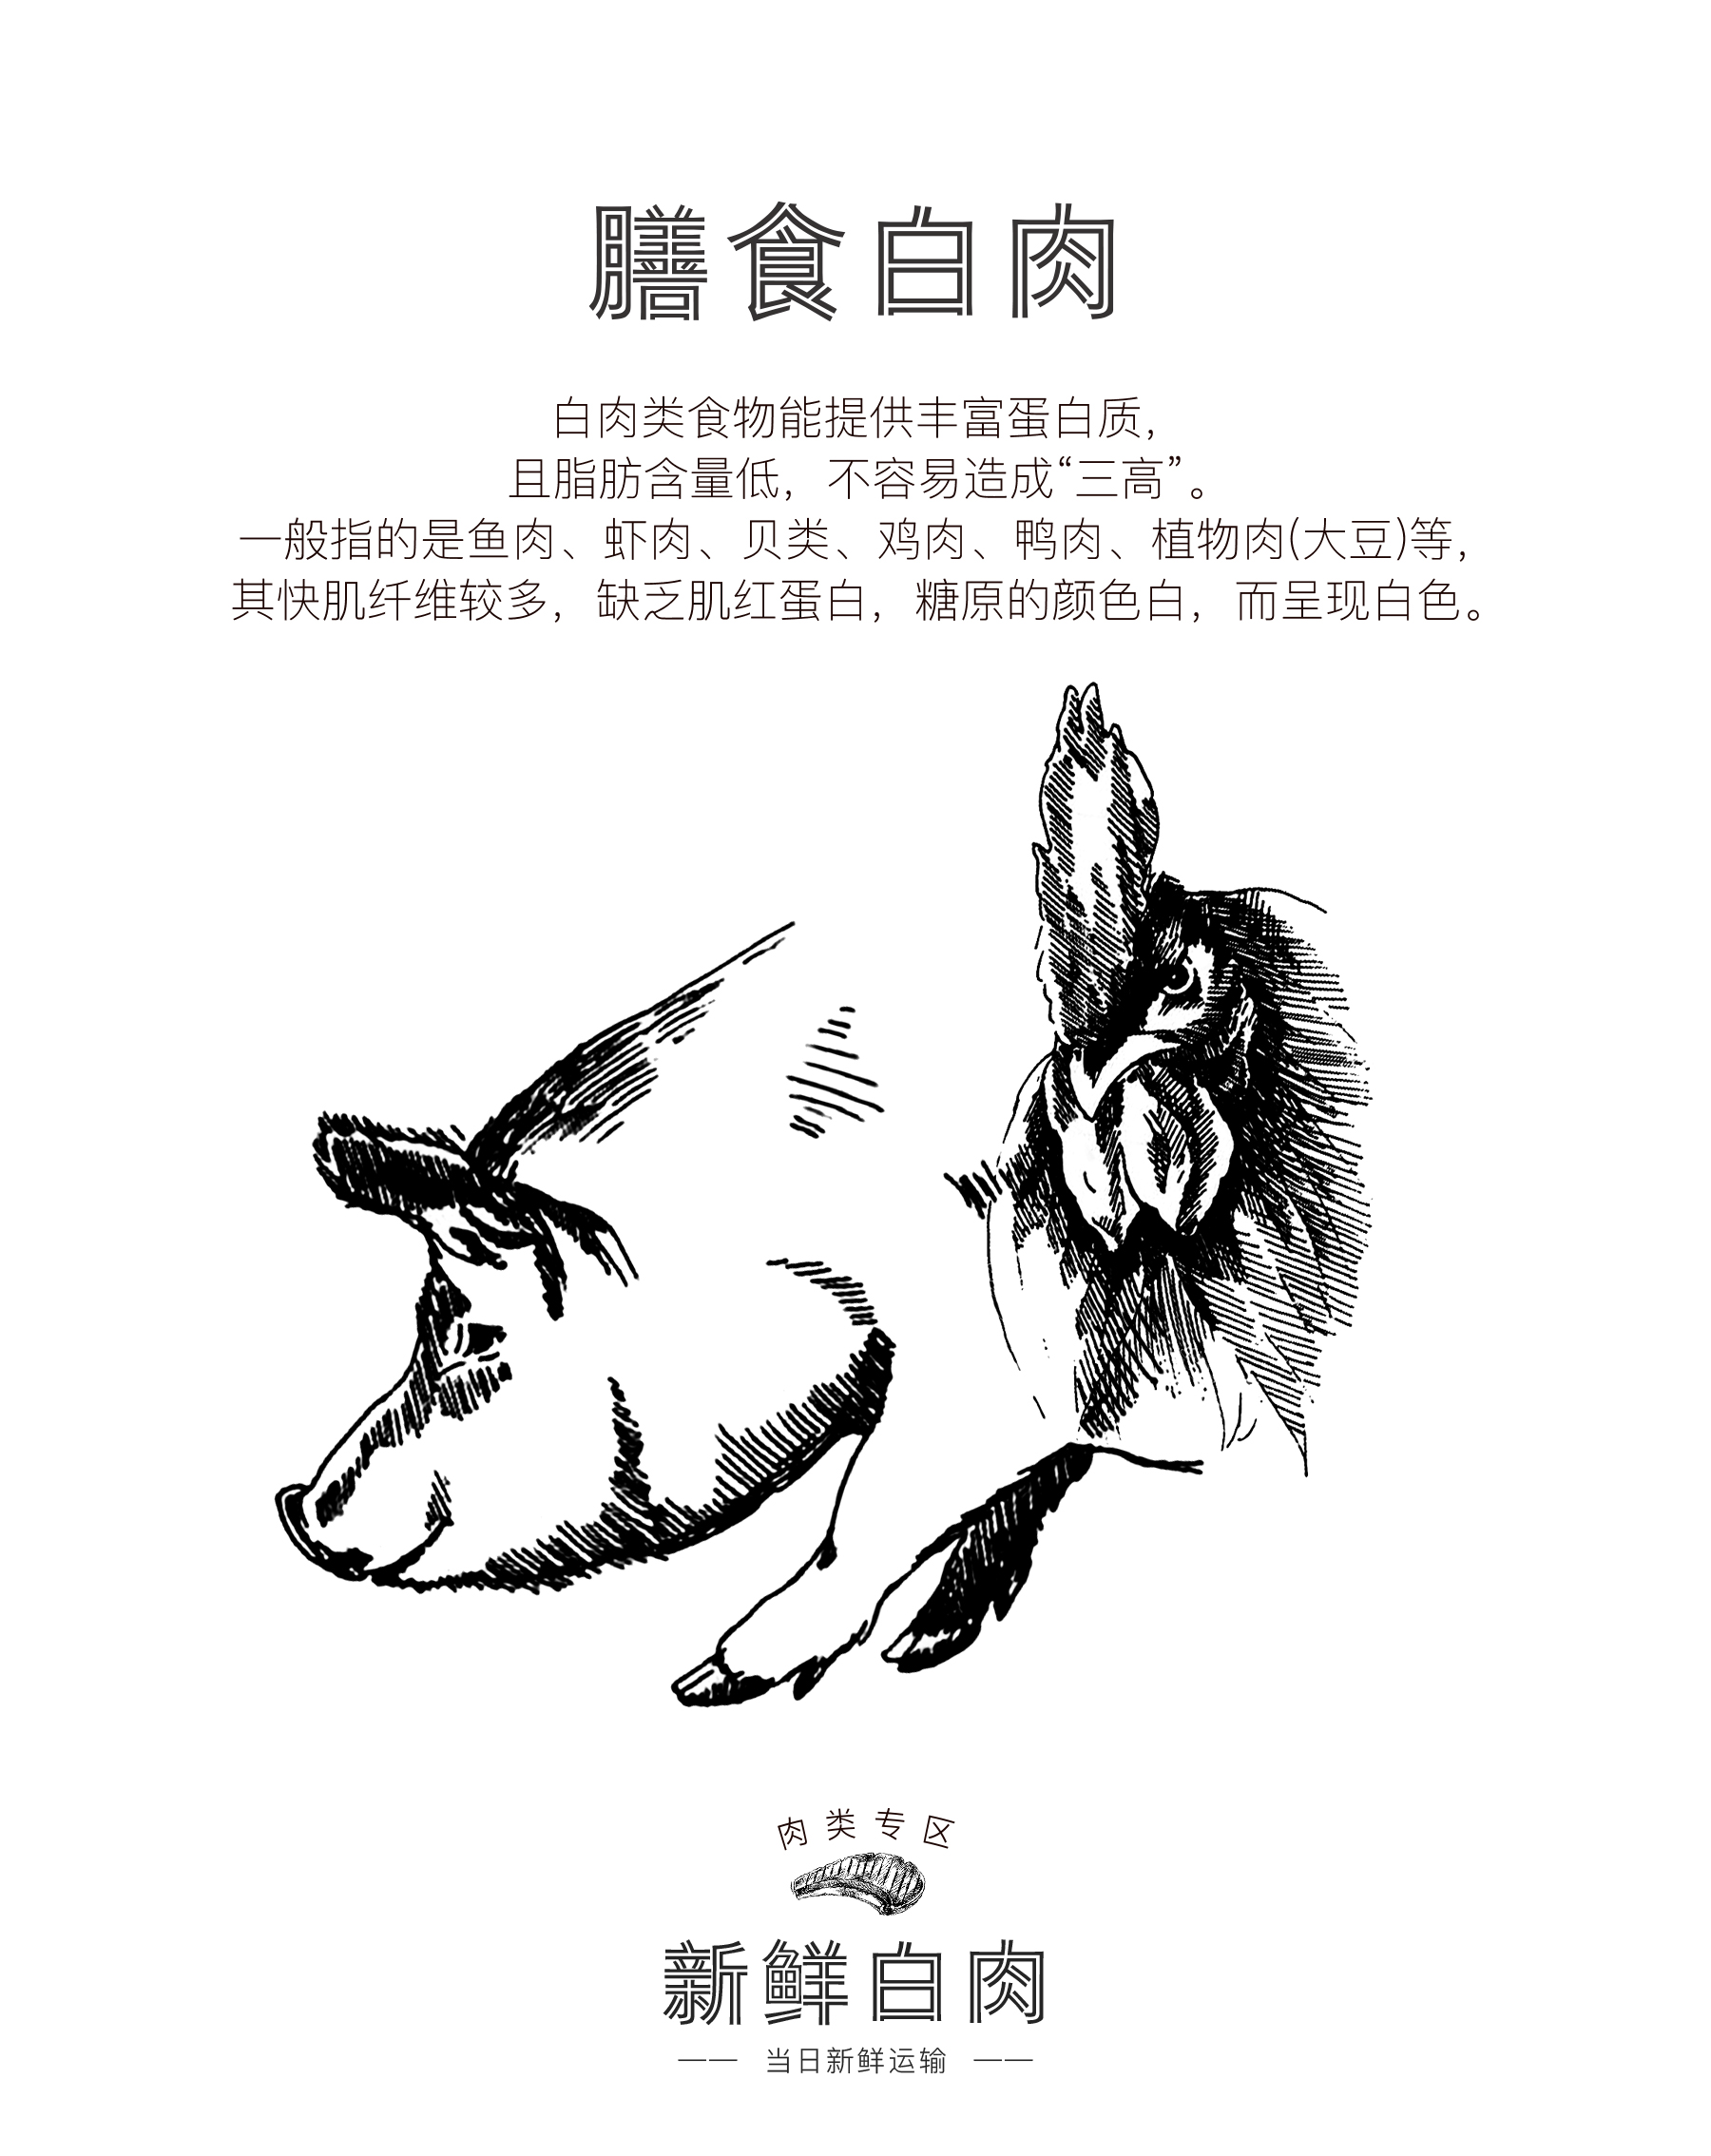 膳食白肉
白肉类食物能提供丰富蛋白质，
且脂肪含量低，不容易造成“三高”。
一般指的是鱼肉、虾肉、贝类、鸡肉、鸭肉、植物肉(大豆)等，
其快肌纤维较多，缺乏肌红蛋白，糖原的颜色白，而呈现白色。
肉类专区
新鲜白肉
—— 当日新鲜运输 ——